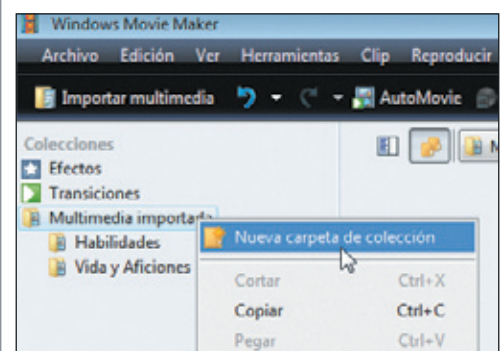 Windows Movie Maker
Archivo Edición Ver Herramientas Clip Reproducir
Importar multimedia AutoMovie
Colecciones
Efectos
Transiciones
Multimedia importada
Habilidades
Vida y Aficiones
Nueva carpeta de colección
Cortar Ctrl+X
Copiar Ctrl+C
Pegar Ctrl+V